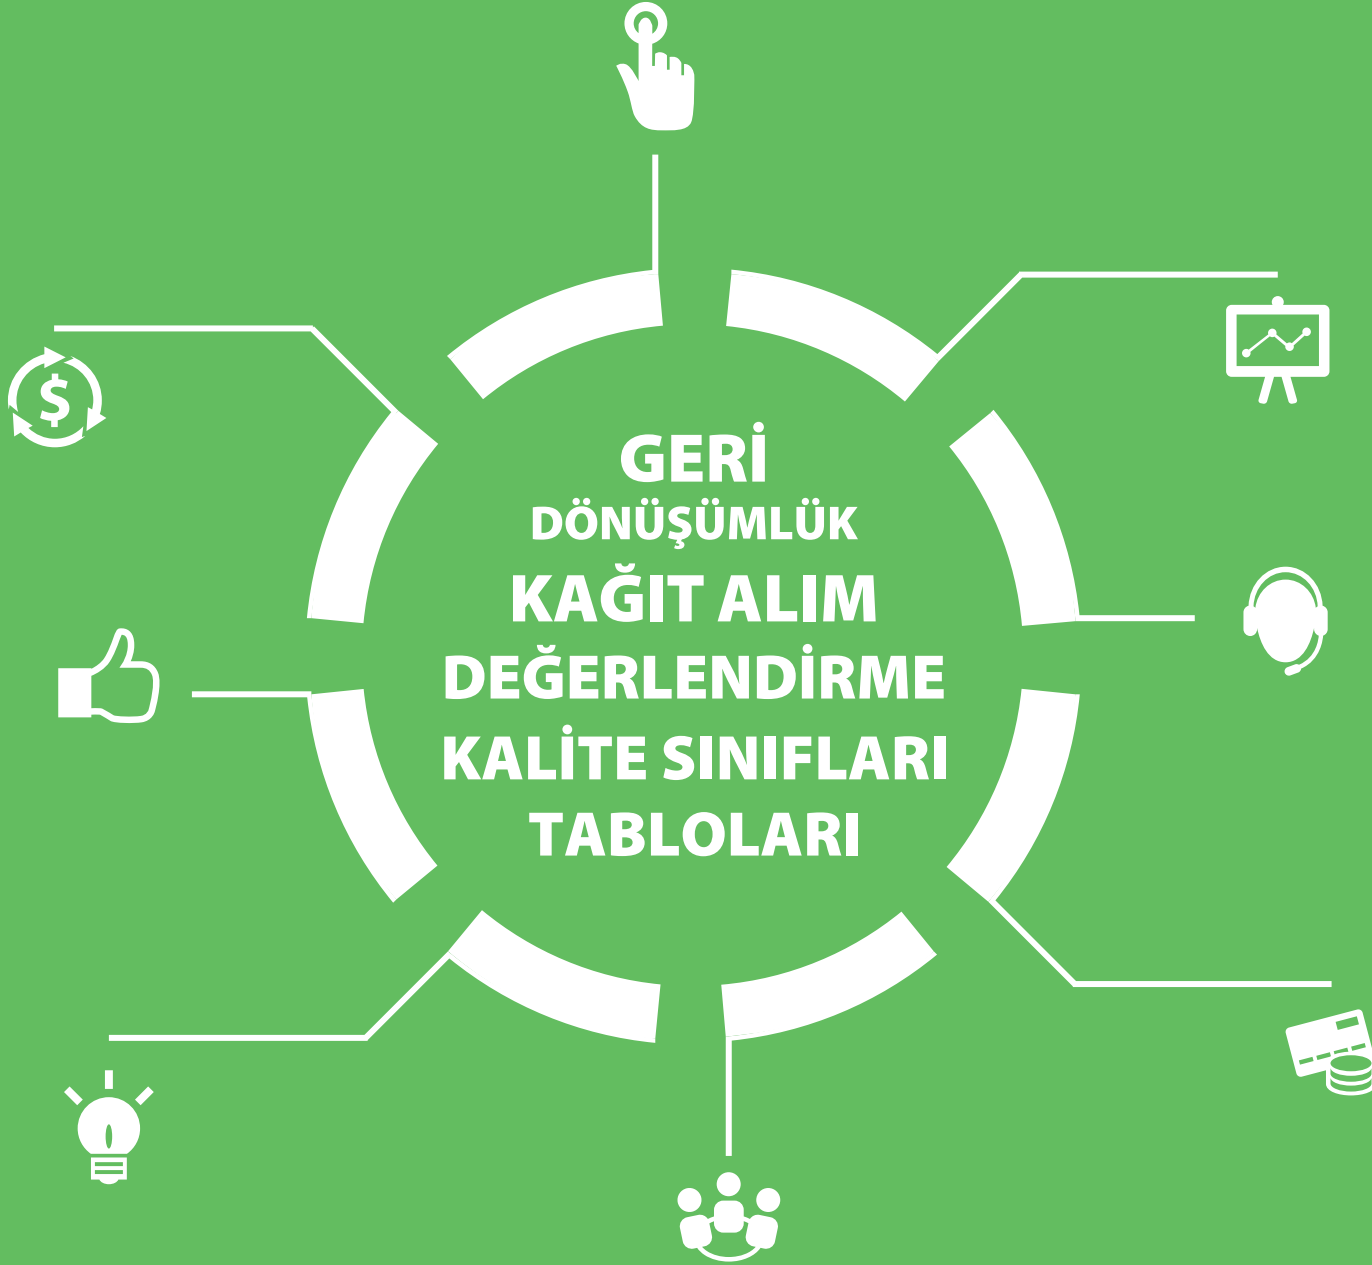 GERİ
DÖNÜŞÜMLÜK
KAĞIT ALIM
DEĞERLENDİRME
KALİTE SINIFLARI
TABLOLARI
$